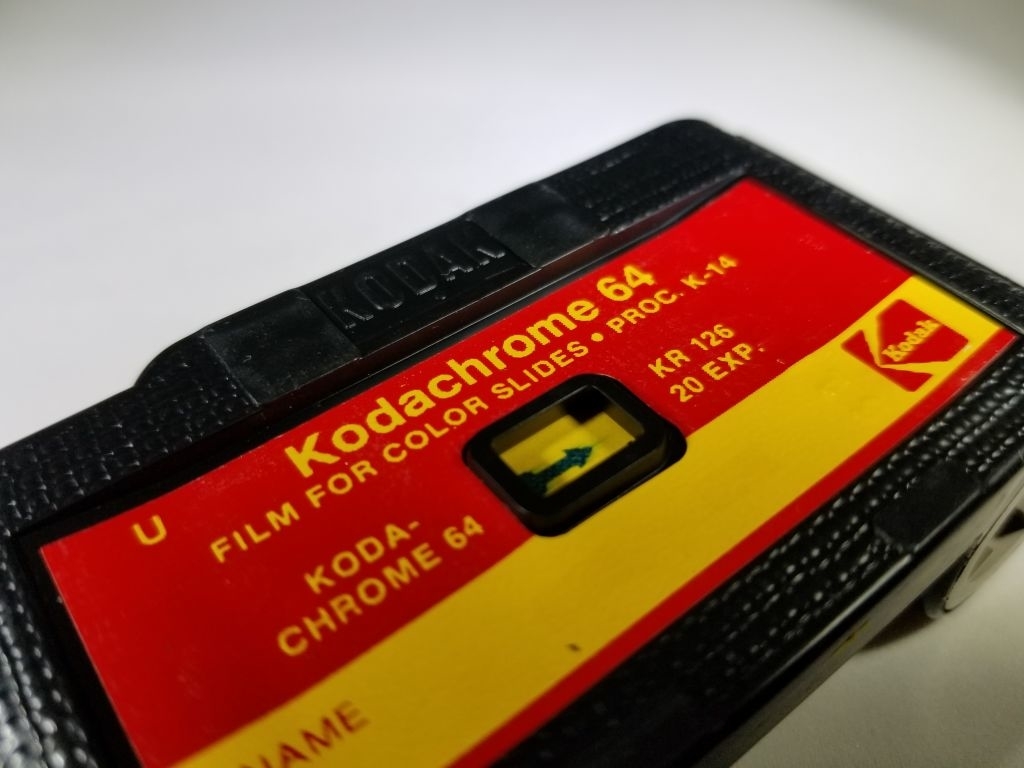 KODAK
Kodachrome 64
FILM FOR COLOR SLIDES • PROC. K-14
U
KODA-
CHROME 64
KR 126
20 EXP.
Kodak
NAME